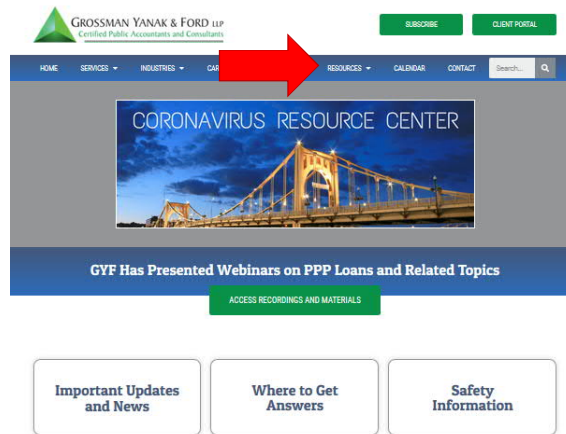 GROSSMAN YANAK & FORD LLP
Certified Public Accountants and Consultants
SUBSCRIBE
CLIENT PORTAL
HOME SERVICES INDUSTRIES RESOURCES CALENDAR CONTACT Search...
CORONAVIRUS RESOURCE CENTER
GYF Has Presented Webinars on PPP Loans and Related Topics
ACCESS RECORDINGS AND MATERIALS
Important Updates
and News
Where to Get
Answers
Safety
Information